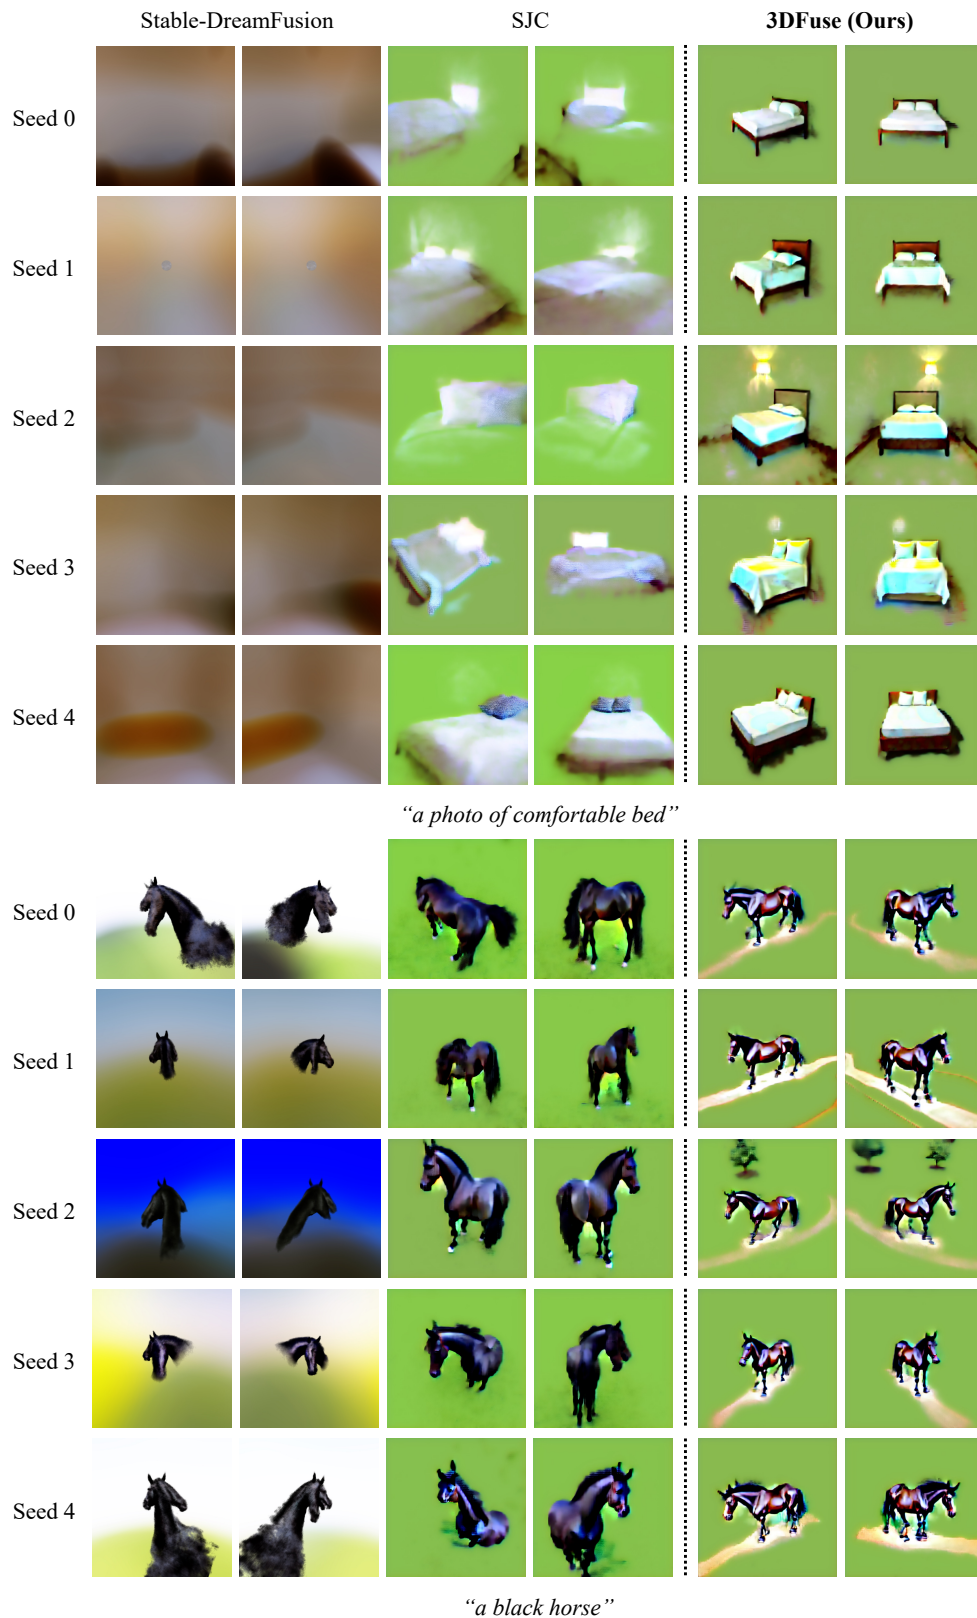 Stable-DreamFusion SJC 3DFuse (Ours)
Seed 0
Seed 1
Seed 2
Seed 3
Seed 4
“a photo of comfortable bed”
Seed 0
Seed 1
Seed 2
Seed 3
Seed 4
“a black horse”